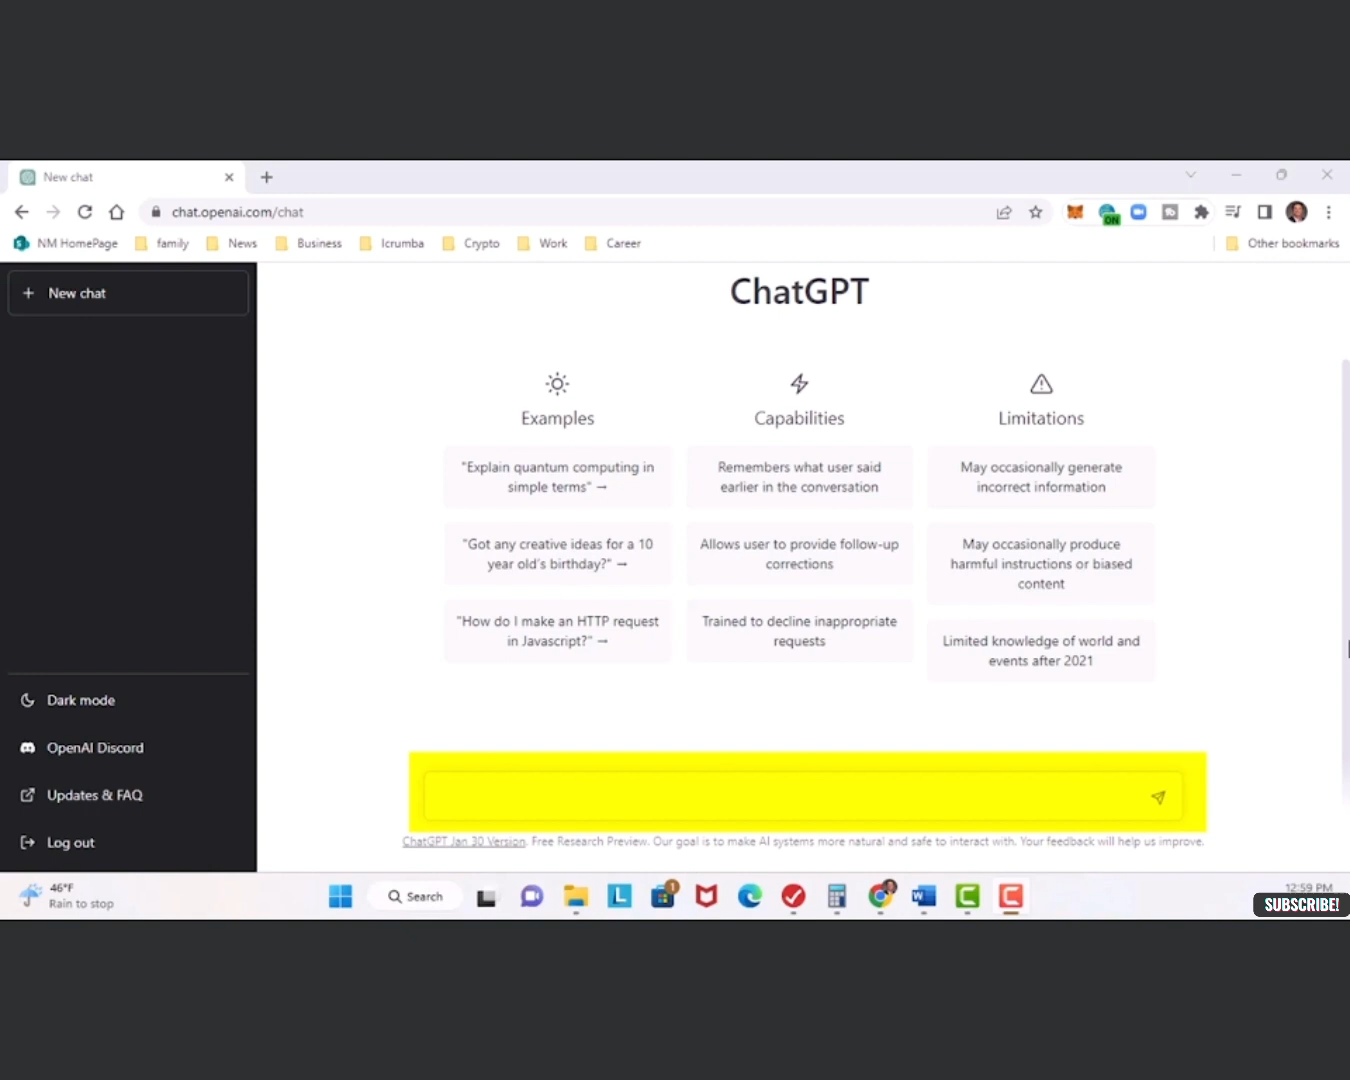 New chat
chat.openai.com/chat
ON
NM HomePage family News Business Icrumba Crypto Work Career Other bookmarks
+ New chat
ChatGPT
Examples
Capabilities
Limitations
"Explain quantum computing in
simple terms" →
Remembers what user said
earlier in the conversation
May occasionally generate
incorrect information
"Got any creative ideas for a 10
year old's birthday?" →
Allows user to provide follow-up
corrections
May occasionally produce
harmful instructions or biased
content
"How do I make an HTTP request
in Javascript?" →
Trained to decline inappropriate
requests
Limited knowledge of world and
events after 2021
Dark mode
OpenAI Discord
Updates & FAQ
Log out
ChatGPT Jan 30 Version. Free Research Preview. Our goal is to make AI systems more natural and safe to interact with. Your feedback will help us improve.
46°F
Rain to stop
Search
L
1
W
12:59 PM
SUBSCRIBE!